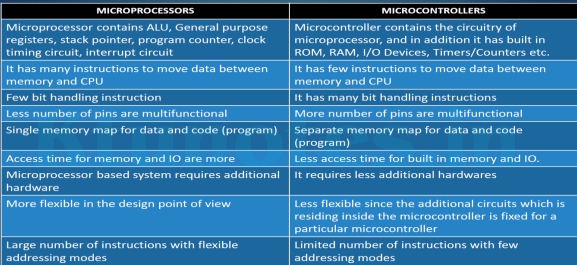 MICROPROCESSORS
MICROCONTROLLERS
Microprocessor contains ALU, General purpose
registers, stack pointer, program counter, clock
timing circuit, interrupt circuit
Microcontroller contains the circuitry of
microprocessor, and in addition it has built in
ROM, RAM, I/O Devices, Timers/Counters etc.
It has many instructions to move data between
memory and CPU
It has few instructions to move data between
memory and CPU
Few bit handling instruction
It has many bit handling instructions
Less number of pins are multifunctional
More number of pins are multifunctional
Single memory map for data and code (program)
Separate memory map for data and code
(program)
Access time for memory and IO are more
Less access time for built in memory and IO.
Microprocessor based system requires additional
hardware
It requires less additional hardwares
More flexible in the design point of view
Less flexible since the additional circuits which is
residing inside the microcontroller is fixed for a
particular microcontroller
Large number of instructions with flexible
addressing modes
Limited number of instructions with few
addressing modes